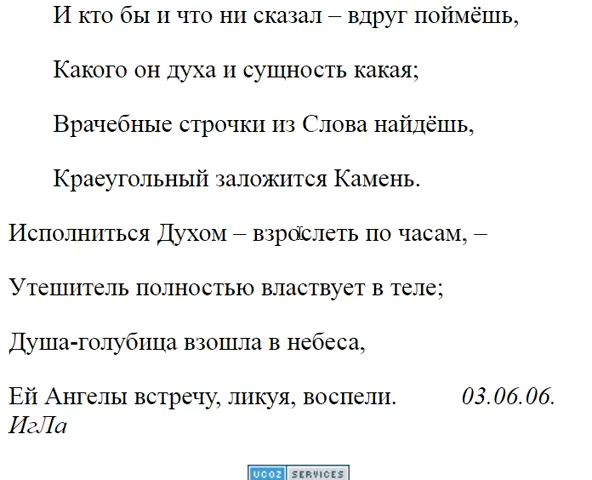 И кто бы и что ни сказал – вдруг поймёшь,
Какого он духа и сущность какая;
Врачебные строчки из Слова найдёшь,
Краеугольный заложится Камень.
Исполниться Духом – взрослеть по часам, –
Утешитель полностью властвует в теле;
Душа-голубица взошла в небеса,
Ей Ангелы встречу, ликуя, воспели. 03.06.06.
ИгЛа
UCOZ SERVICES